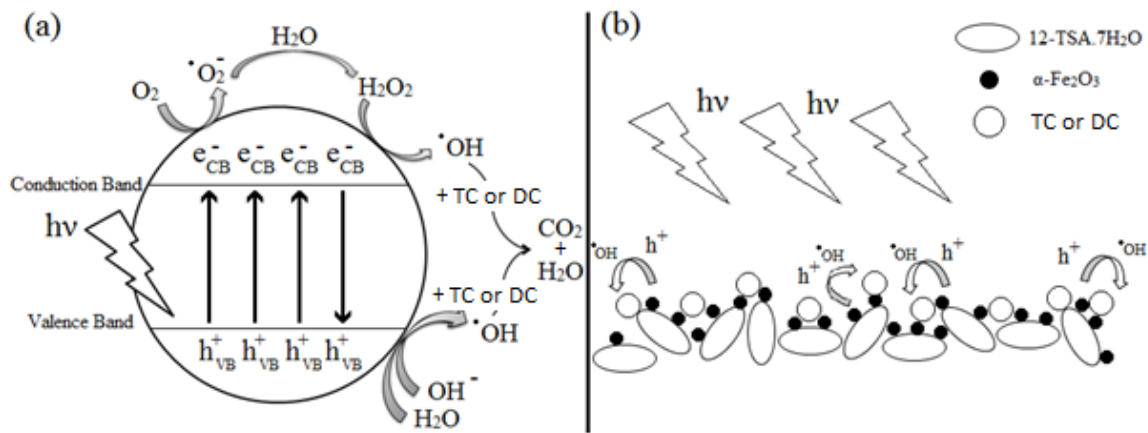 (a)
H₂O
•O₂⁻
O₂
H₂O₂
•OH
e⁻CB e⁻CB e⁻CB e⁻CB
Conduction Band
+ TC or DC
hν
CO₂
+
H₂O
+ TC or DC
Valence Band
•OH
h⁺VB h⁺VB h⁺VB h⁺VB
OH⁻
H₂O
(b)
12-TSA.7H₂O
α-Fe₂O₃
TC or DC
hν hν
•OH h⁺
h⁺ •OH
•OH h⁺
h⁺ •OH